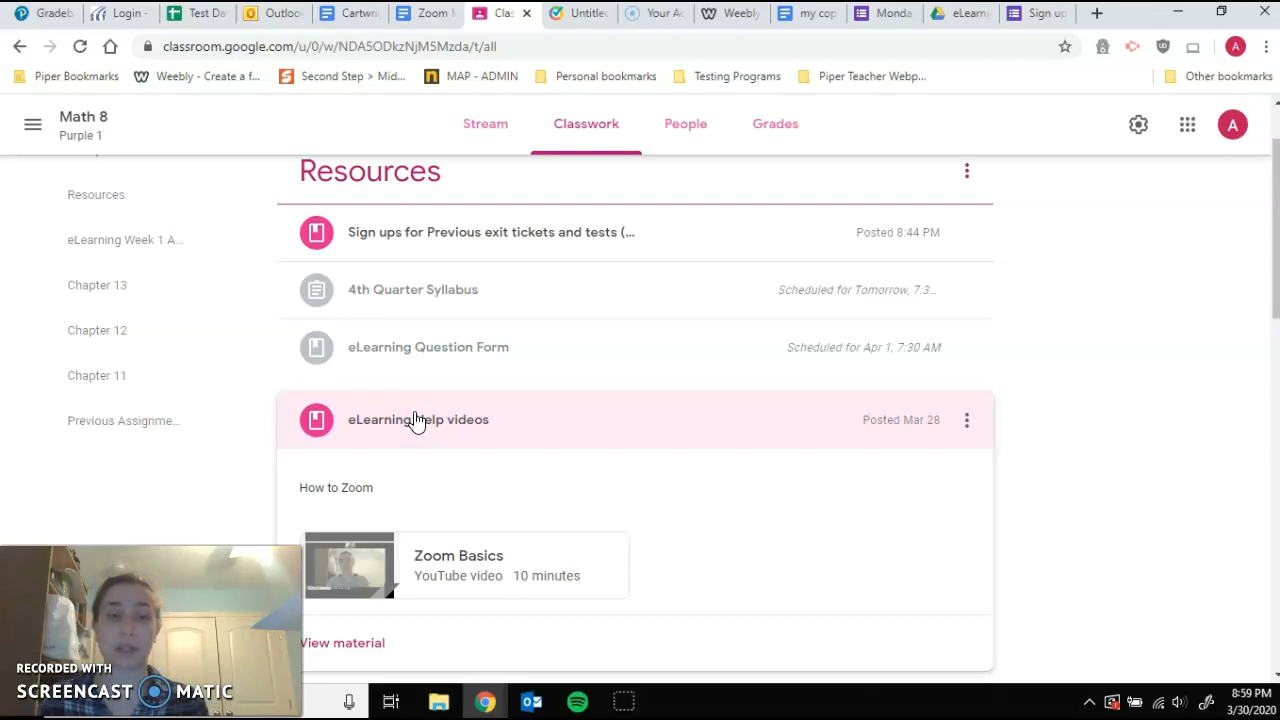 Gradeb
Login -
Test Da
Outloo
Cartwr
Zoom
Clas
Untitle
Your A
Weebly
my cop
Monda
eLearni
Sign up
classroom.google.com/u/0/w/NDA5ODkzNjM5Mzda/t/all
A
Piper Bookmarks
Weebly - Create a f...
Second Step > Mid...
MAP - ADMIN
Personal bookmarks
Testing Programs
Piper Teacher Webp...
Other bookmarks
Math 8
Purple 1
Stream
Classwork
People
Grades
A
Resources
eLearning Week 1 A...
Chapter 13
Chapter 12
Chapter 11
Previous Assignme...
Resources
Sign ups for Previous exit tickets and tests (...
Posted 8:44 PM
4th Quarter Syllabus
Scheduled for Tomorrow, 7:3...
eLearning Question Form
Scheduled for Apr 1, 7:30 AM
eLearning Help videos
Posted Mar 28
How to Zoom
Zoom Basics
YouTube video 10 minutes
View material
RECORDED WITH
SCREENCAST MATIC
8:59 PM
3/30/2020